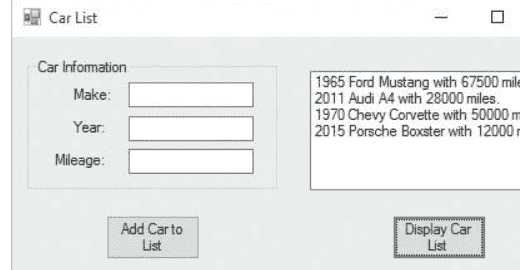 Car List
Car Information
Make:
Year:
Mileage:
1965 Ford Mustang with 67500
2011 Audi A4 with 28000 miles.
1970 Chevy Corvette with 50000
2015 Porsche Boxster with 12000
Add Car to
List
Display Car
List